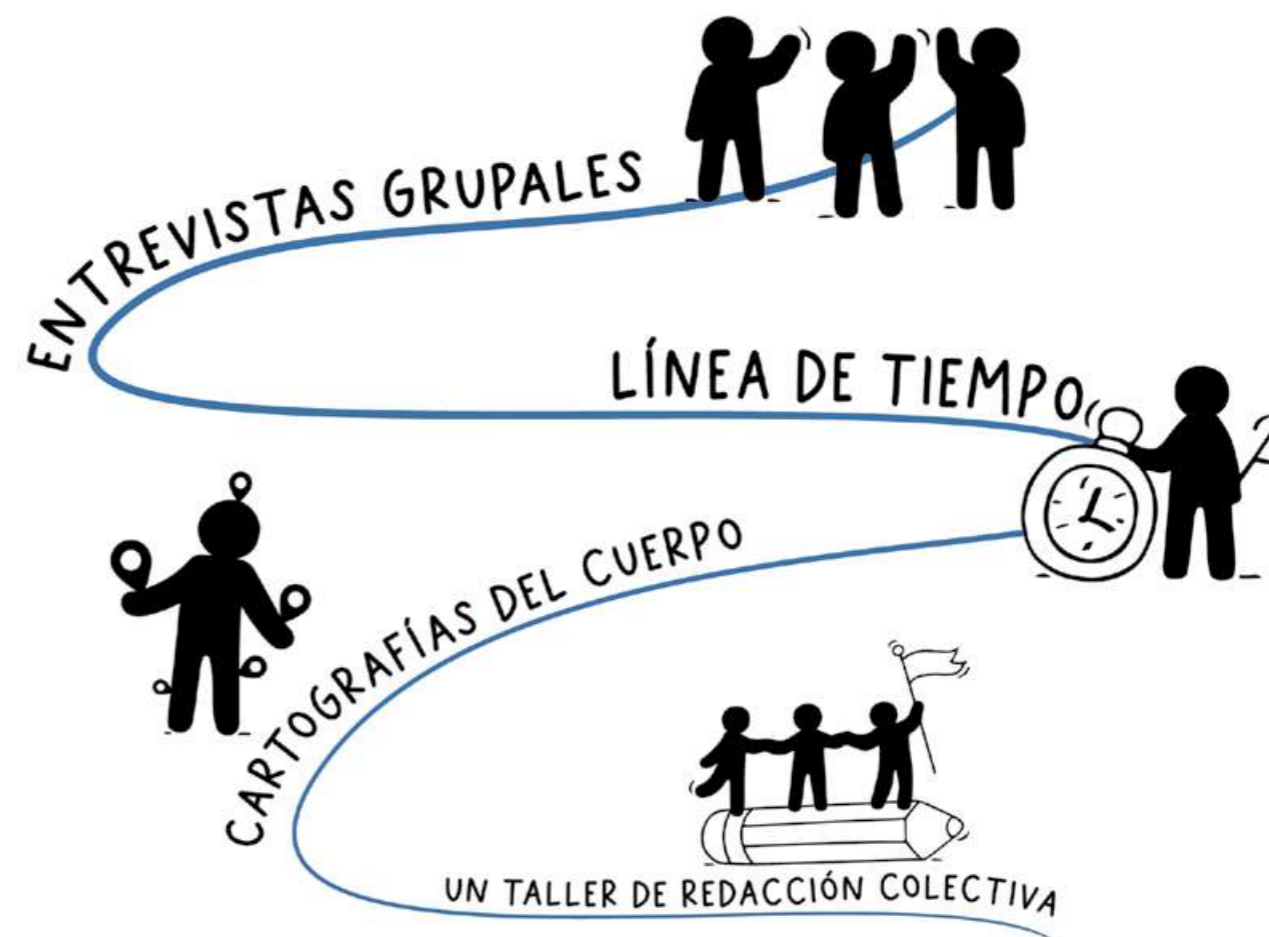 ENTREVISTAS GRUPALES
LÍNEA DE TIEMPO
CARTOGRAFÍAS DEL CUERPO
UN TALLER DE REDACCIÓN COLECTIVA